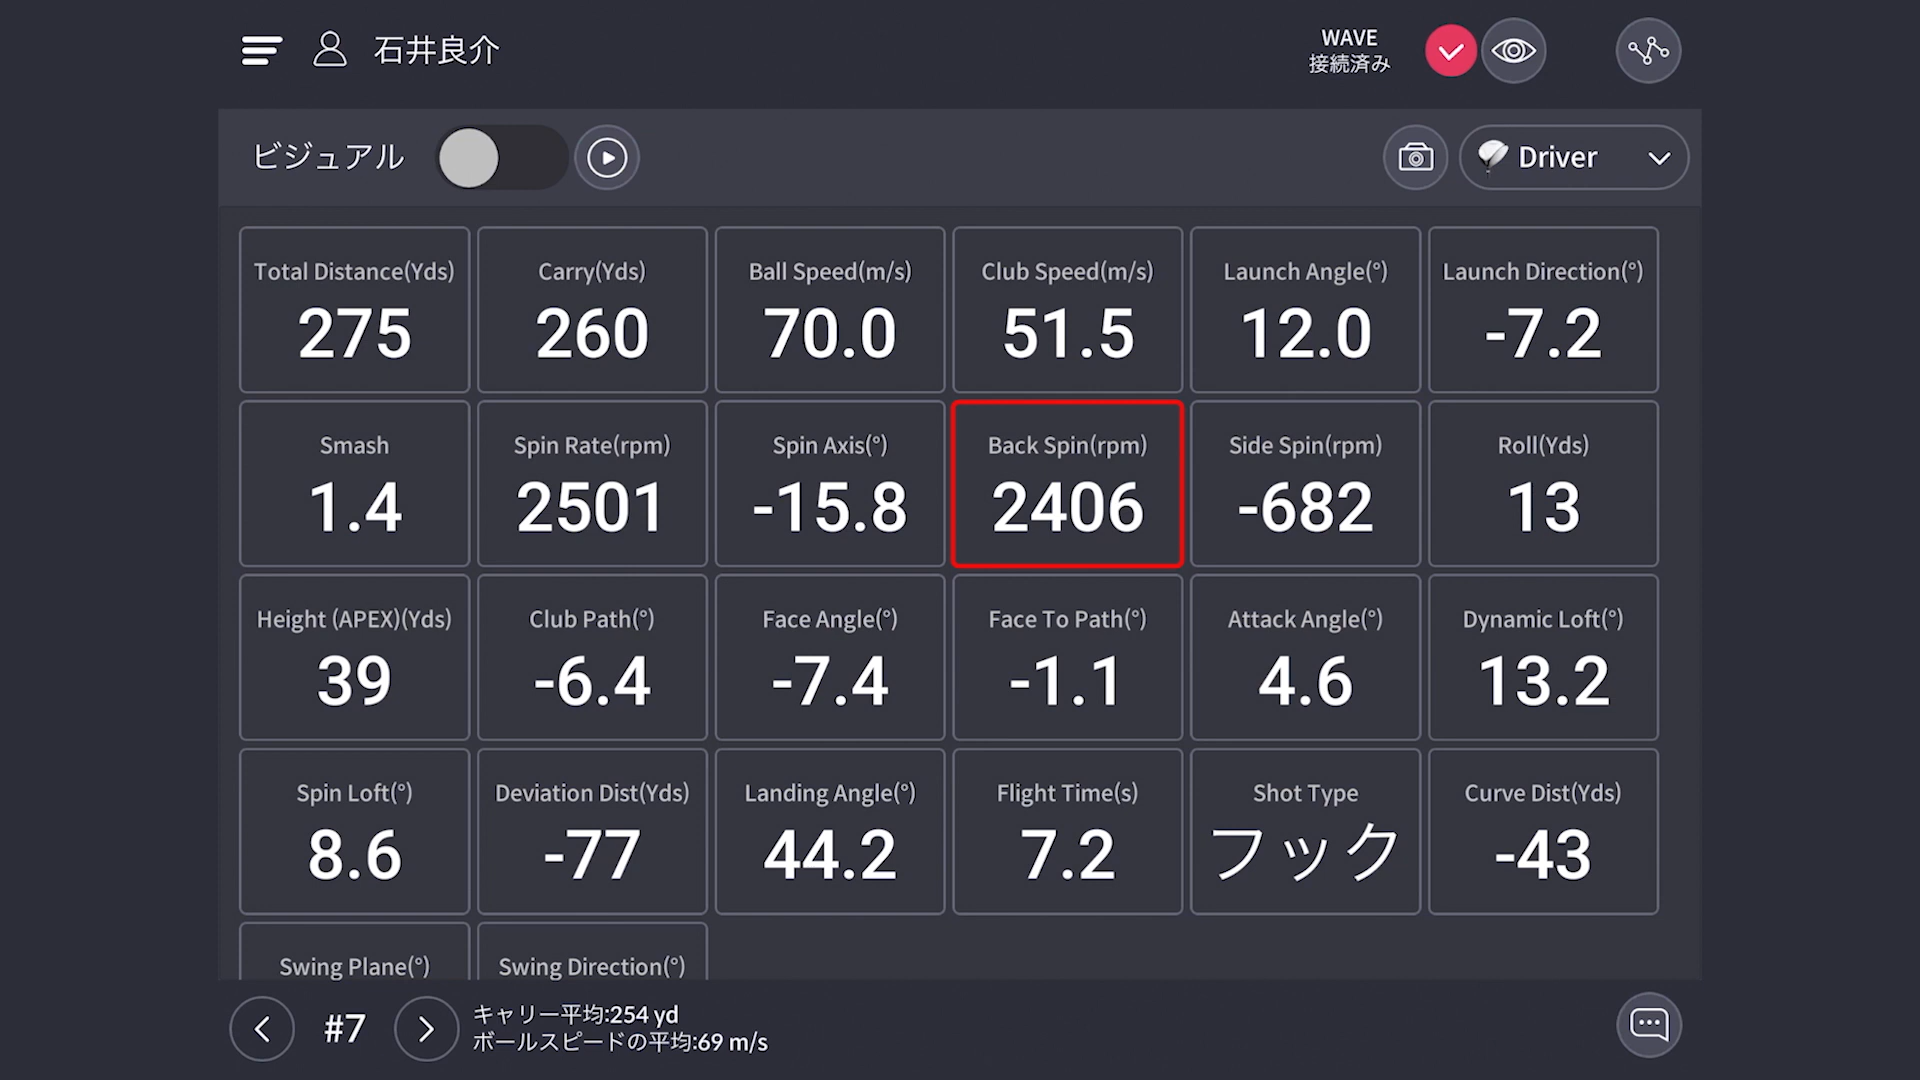 石井良介
WAVE
接続済み
ビジュアル
Driver
Total Distance(Yds)
275
Carry(Yds)
260
Ball Speed(m/s)
70.0
Club Speed(m/s)
51.5
Launch Angle(°)
12.0
Launch Direction(°)
-7.2
Smash
1.4
Spin Rate(rpm)
2501
Spin Axis(°)
-15.8
Back Spin(rpm)
2406
Side Spin(rpm)
-682
Roll(Yds)
13
Height (APEX)(Yds)
39
Club Path(°)
-6.4
Face Angle(°)
-7.4
Face To Path(°)
-1.1
Attack Angle(°)
4.6
Dynamic Loft(°)
13.2
Spin Loft(°)
8.6
Deviation Dist(Yds)
-77
Landing Angle(°)
44.2
Flight Time(s)
7.2
Shot Type
フック
Curve Dist(Yds)
-43
Swing Plane(°)
Swing Direction(°)
#7
キャリー平均:254 yd
ボールスピードの平均:69 m/s